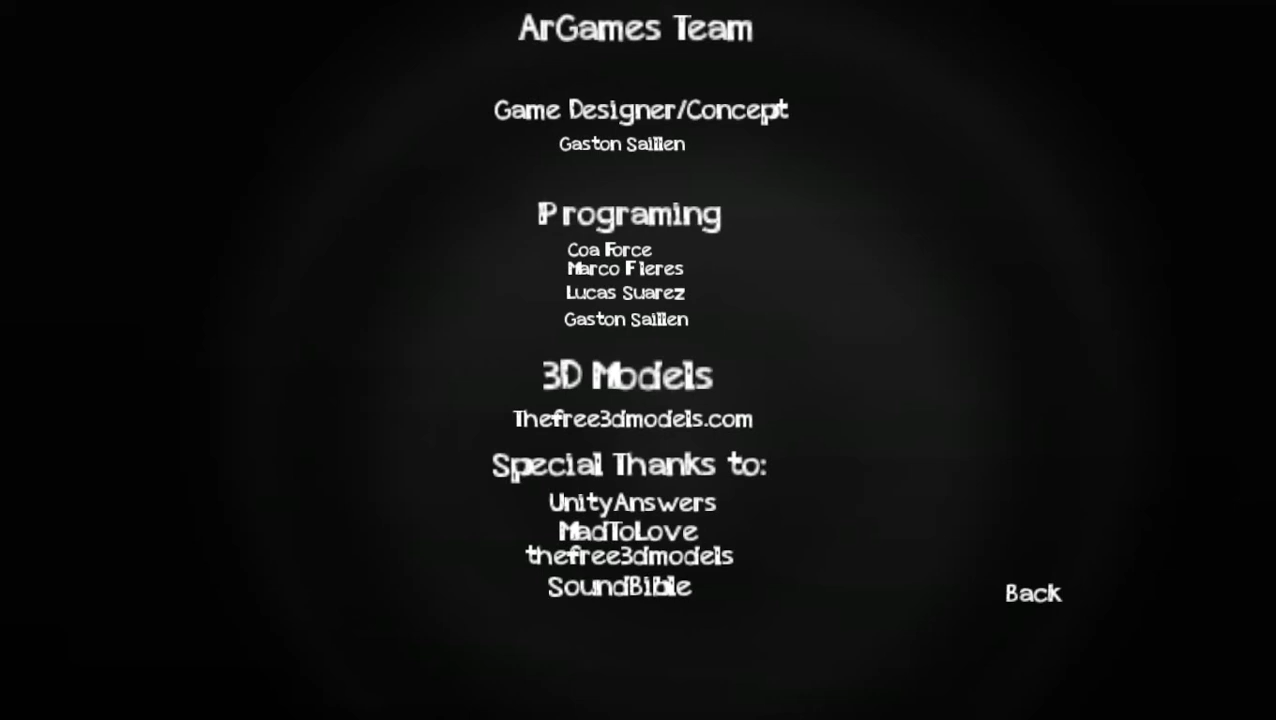 ArGames Team
Game Designer/Concept
Gaston Saillen
Programing
Coa Force
Marco Fleres
Lucas Suarez
Gaston Saillen
3D Models
Thefree3dmodels.com
Special Thanks to:
UnityAnswers
MadToLove
thefree3dmodels
SoundBible
Back